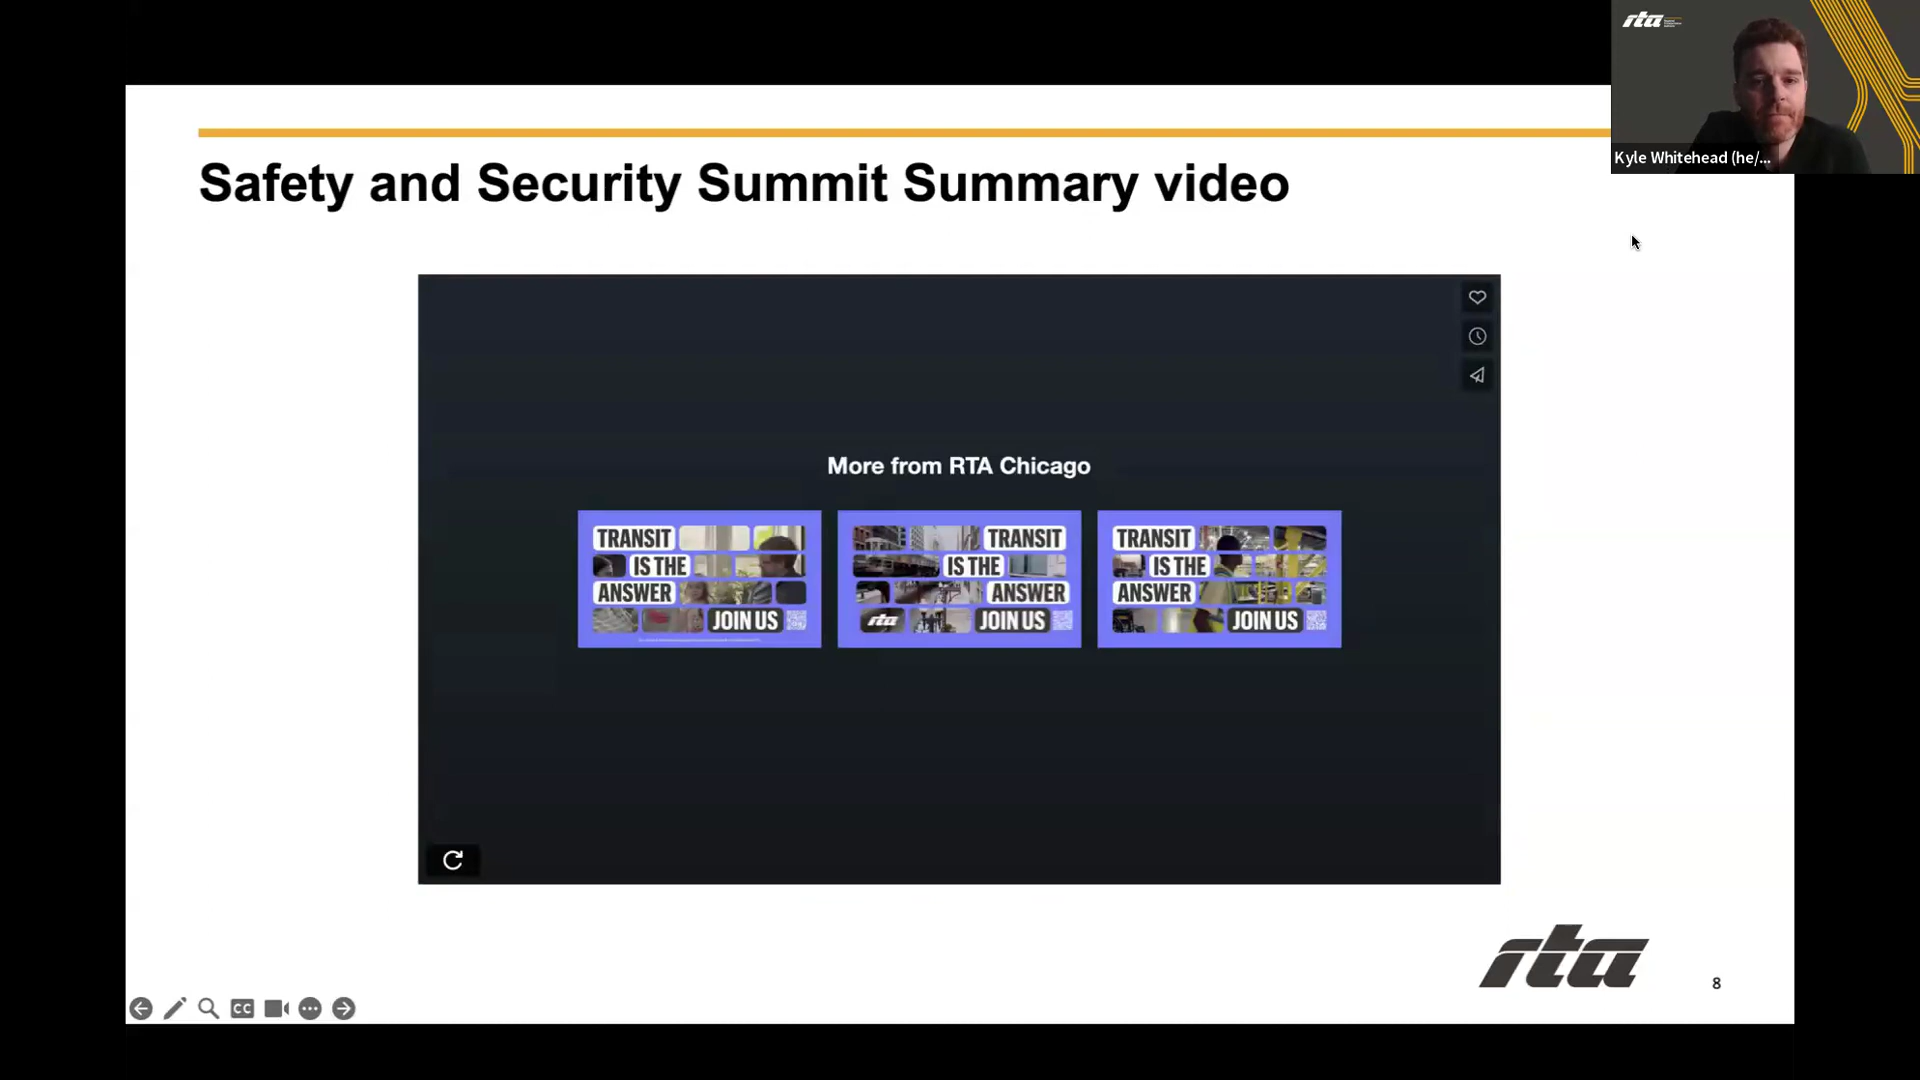 rta
Kyle Whitehead (he/...
Safety and Security Summit Summary video
More from RTA Chicago
TRANSIT
IS THE
ANSWER
JOIN US
TRANSIT
IS THE
ANSWER
rta
JOIN US
TRANSIT
IS THE
ANSWER
JOIN US
CC
rta
8